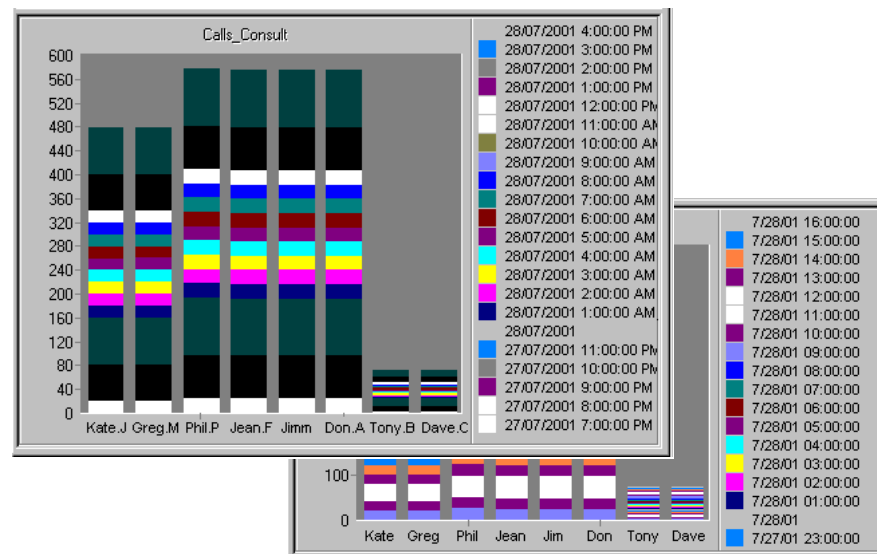 Calls_Consult
600
560
520
480
440
400
360
320
280
240
200
160
120
80
40
0
Kate.J Greg.M Phil.P Jean.F Jimm Don.A Tony.B Dave.C
28/07/2001 4:00:00 PM
28/07/2001 3:00:00 PM
28/07/2001 2:00:00 PM
28/07/2001 1:00:00 PM
28/07/2001 12:00:00 PM
28/07/2001 11:00:00 AM
28/07/2001 10:00:00 AM
28/07/2001 9:00:00 AM
28/07/2001 8:00:00 AM
28/07/2001 7:00:00 AM
28/07/2001 6:00:00 AM
28/07/2001 5:00:00 AM
28/07/2001 4:00:00 AM
28/07/2001 3:00:00 AM
28/07/2001 2:00:00 AM
28/07/2001 1:00:00 AM
28/07/2001
27/07/2001 11:00:00 PM
27/07/2001 10:00:00 PM
27/07/2001 9:00:00 PM
27/07/2001 8:00:00 PM
27/07/2001 7:00:00 PM
100
0
Kate Greg Phil Jean Jim Don Tony Dave
7/28/01 16:00:00
7/28/01 15:00:00
7/28/01 14:00:00
7/28/01 13:00:00
7/28/01 12:00:00
7/28/01 11:00:00
7/28/01 10:00:00
7/28/01 09:00:00
7/28/01 08:00:00
7/28/01 07:00:00
7/28/01 06:00:00
7/28/01 05:00:00
7/28/01 04:00:00
7/28/01 03:00:00
7/28/01 02:00:00
7/28/01 01:00:00
7/28/01
7/27/01 23:00:00